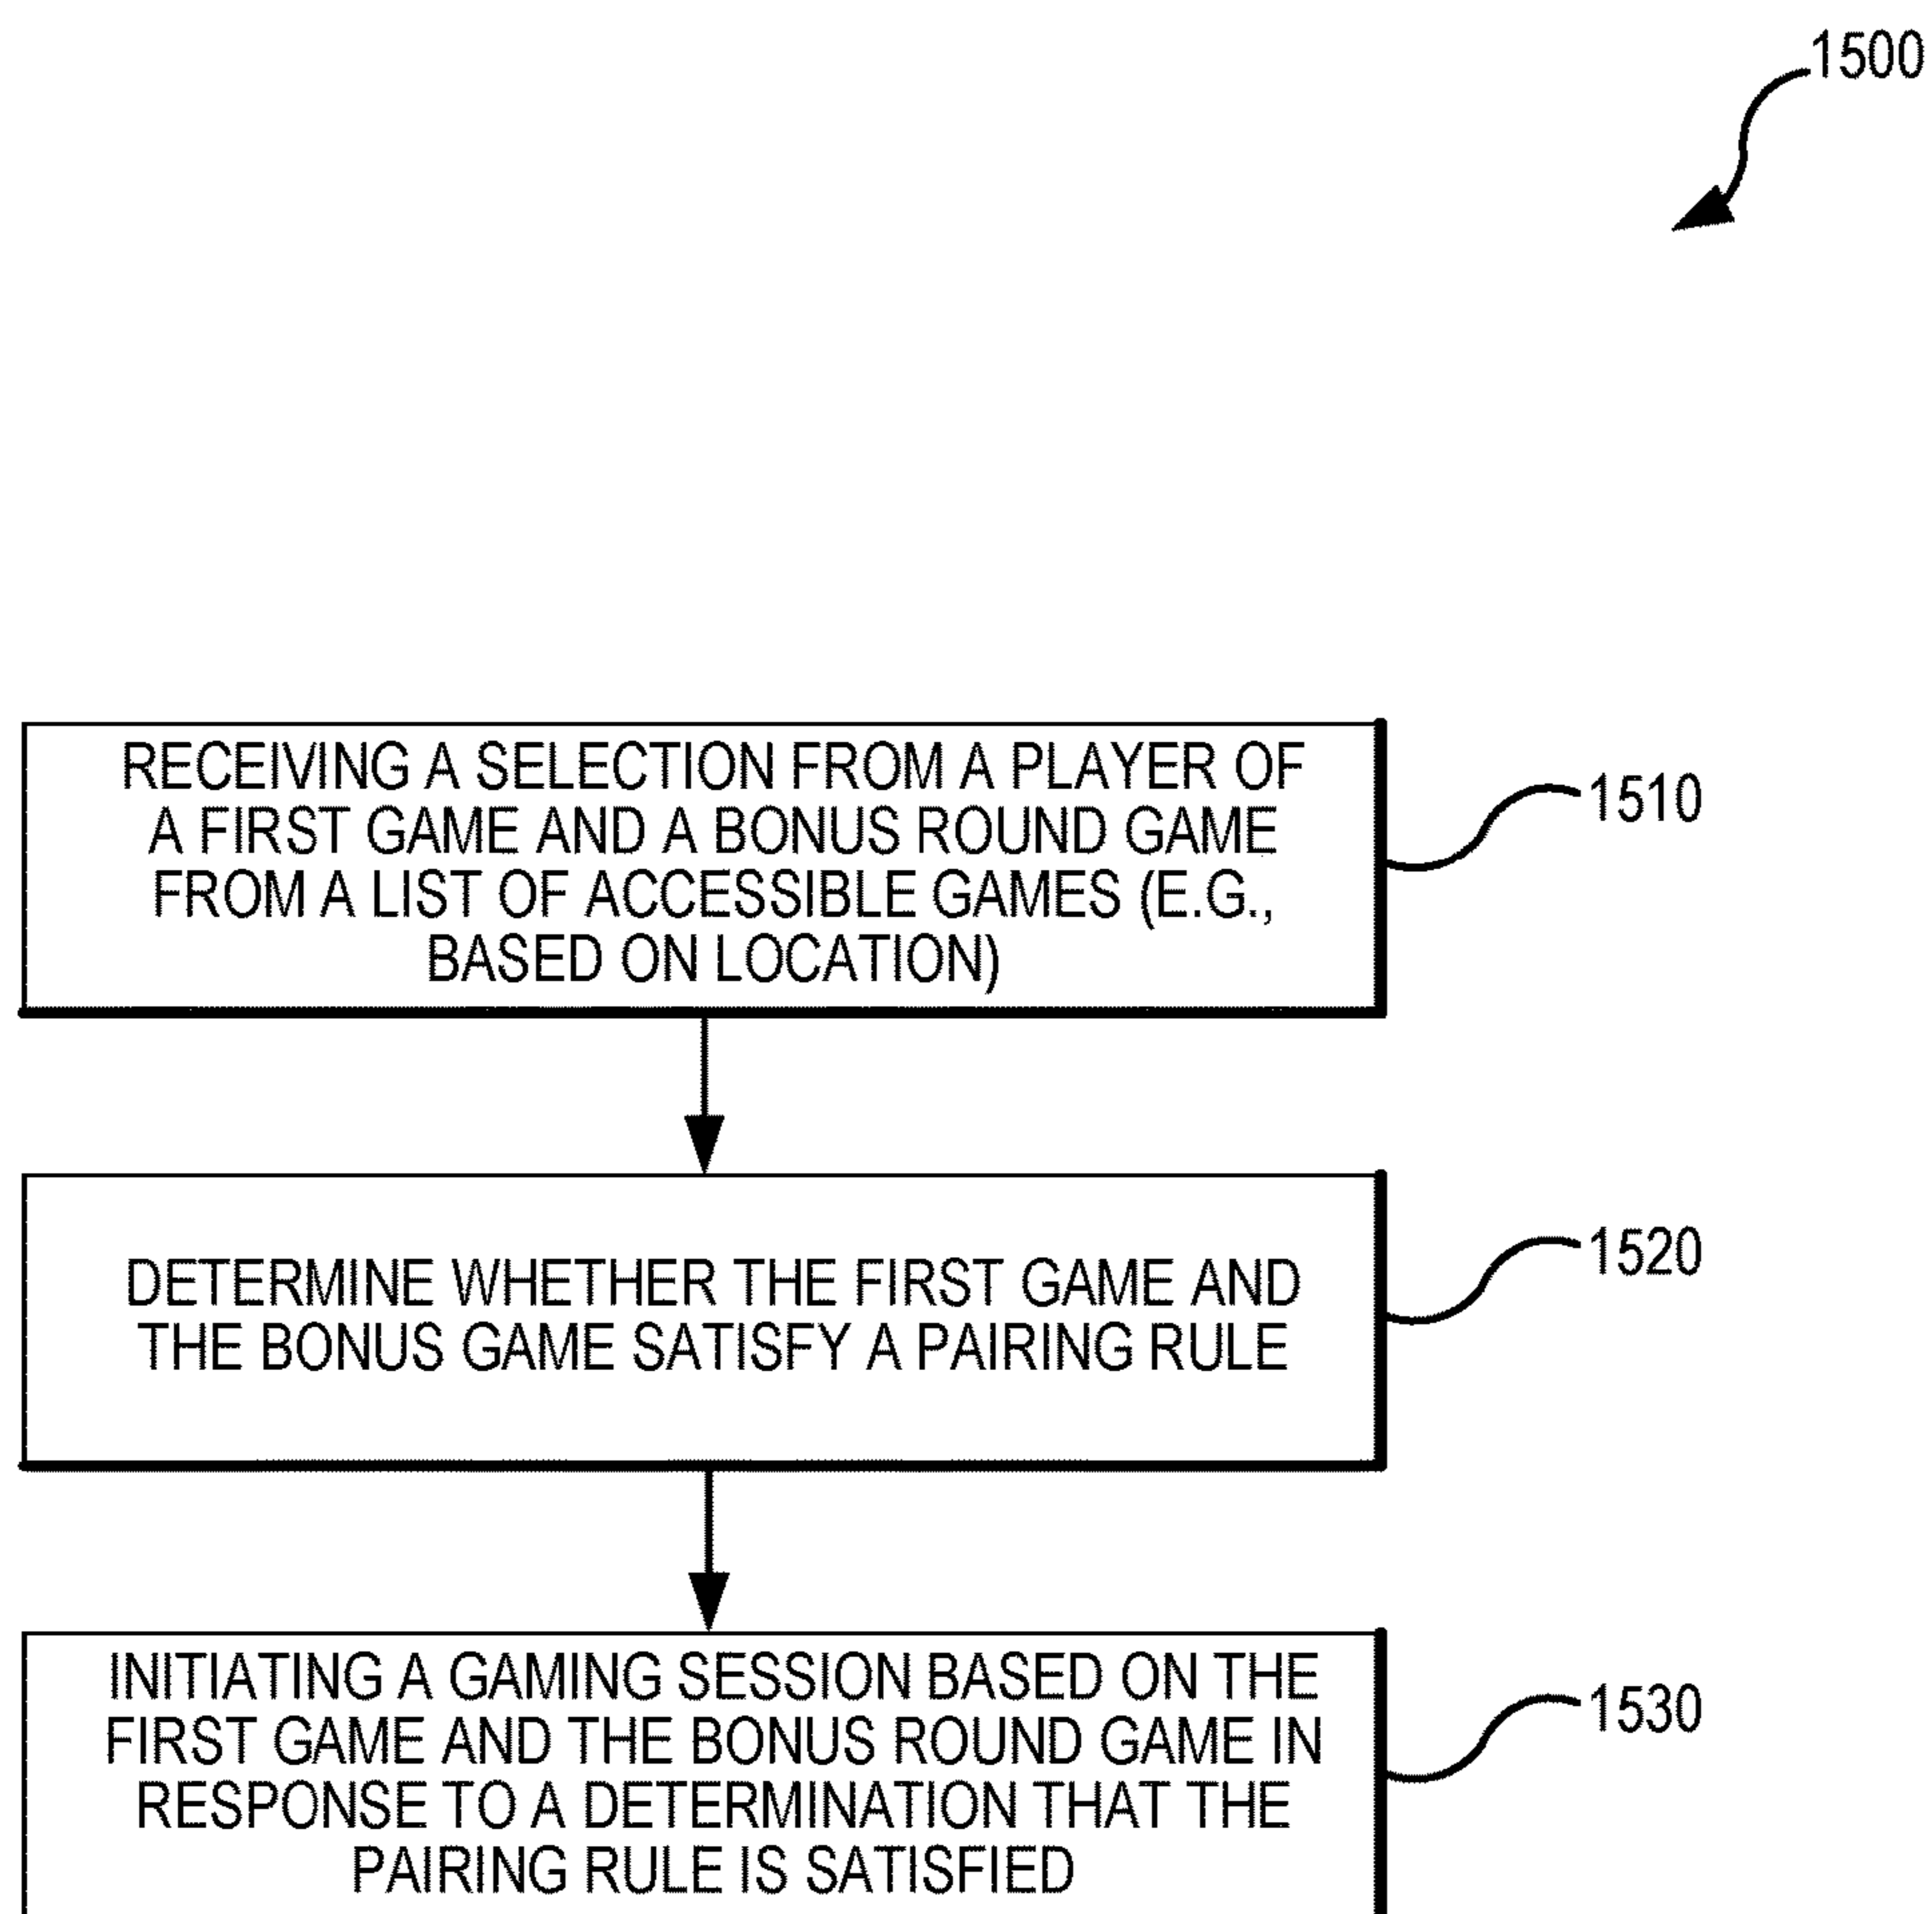 1500
RECEIVING A SELECTION FROM A PLAYER OF
A FIRST GAME AND A BONUS ROUND GAME
FROM A LIST OF ACCESSIBLE GAMES (E.G.,
BASED ON LOCATION)
1510
DETERMINE WHETHER THE FIRST GAME AND
THE BONUS GAME SATISFY A PAIRING RULE
1520
INITIATING A GAMING SESSION BASED ON THE
FIRST GAME AND THE BONUS ROUND GAME IN
RESPONSE TO A DETERMINATION THAT THE
PAIRING RULE IS SATISFIED
1530